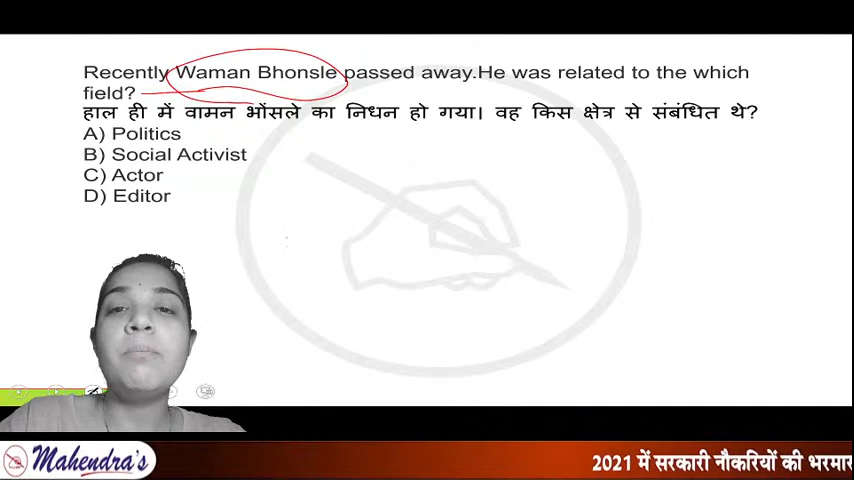 Recently Waman Bhonsle passed away.He was related to the which
field?
हाल ही में वामन भोंसले का निधन हो गया। वह किस क्षेत्र से संबंधित थे?
A) Politics
B) Social Activist
C) Actor
D) Editor
Mahendra's
2021 में सरकारी नौकरियों की भरमार